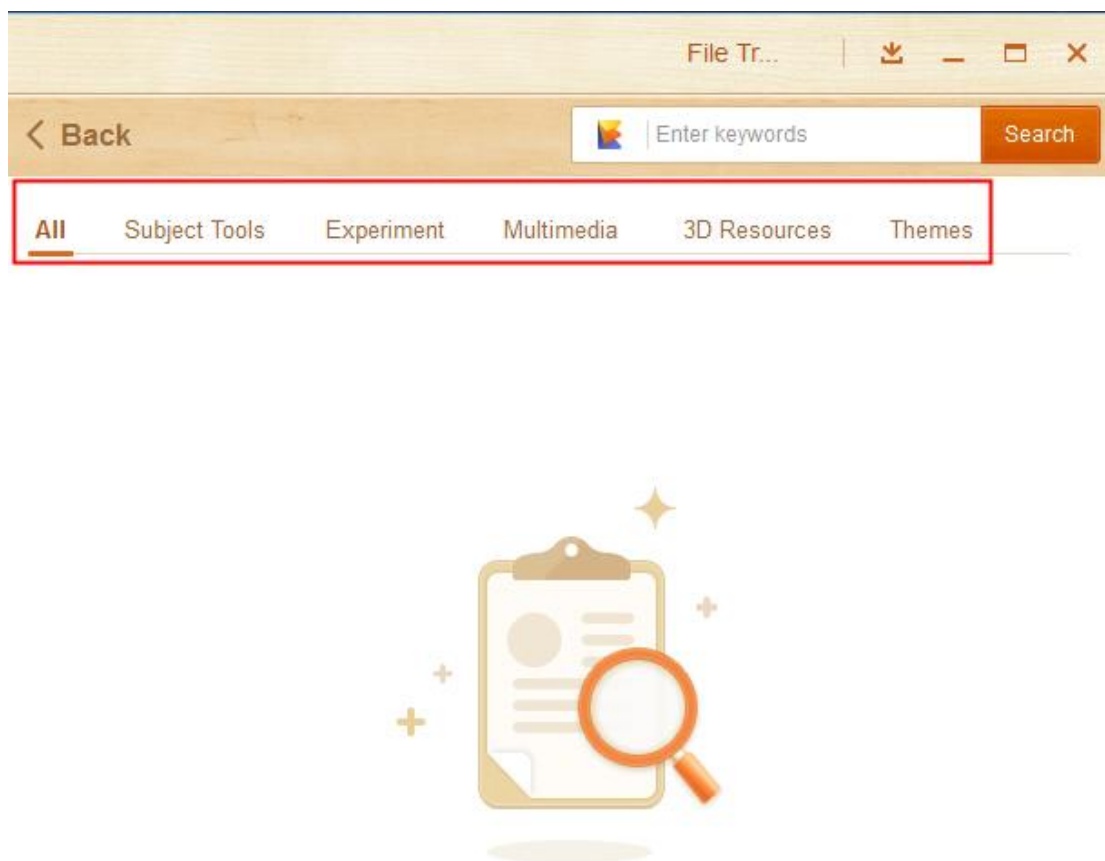 File Tr...
Back
Enter keywords
Search
All Subject Tools Experiment Multimedia 3D Resources Themes